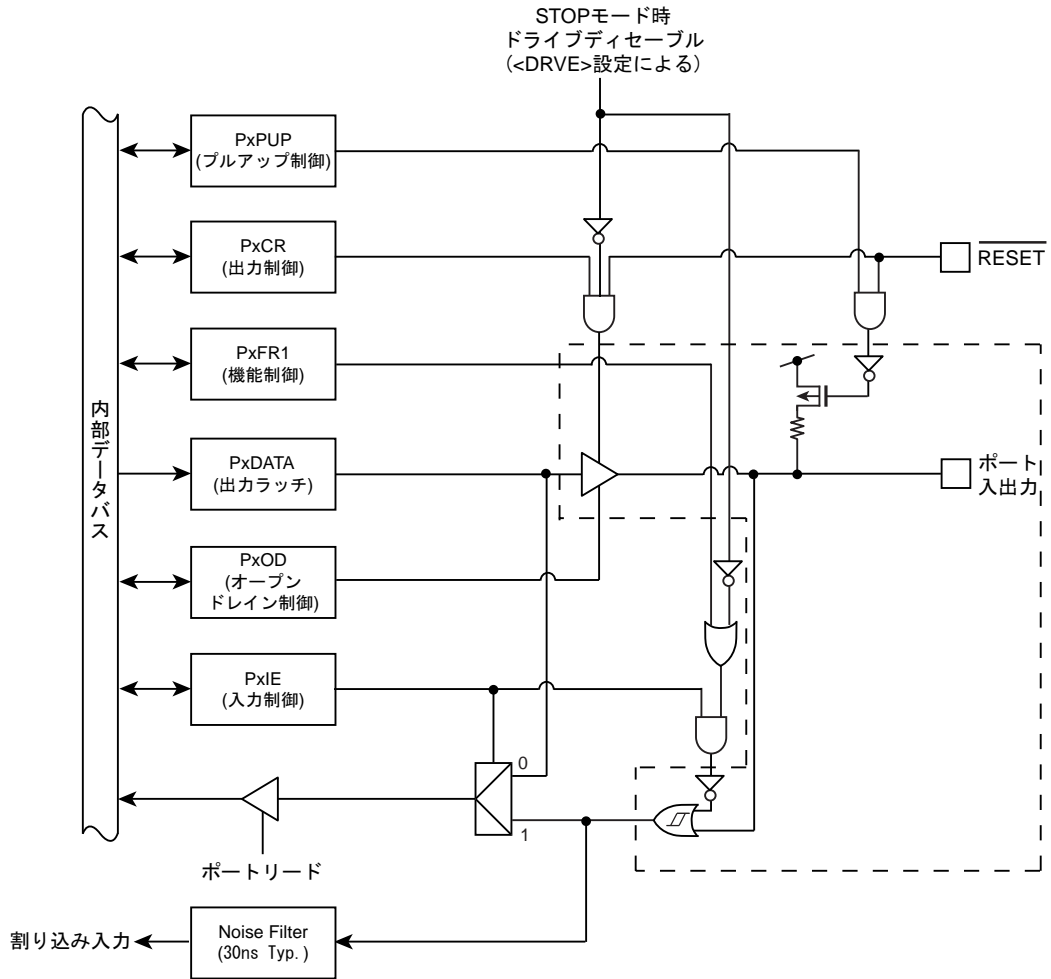 STOPモード時
ドライブディセーブル
(<DRVE>設定による)
PxPUP
(プルアップ制御)
PxCR
(出力制御)
RESET
PxFR1
(機能制御)
内部データバス
PxDATA
(出力ラッチ)
ポート
入出力
PxOD
(オープン
ドレイン制御)
PxIE
(入力制御)
0
1
ポートリード
割り込み入力
Noise Filter
(30ns Typ.)